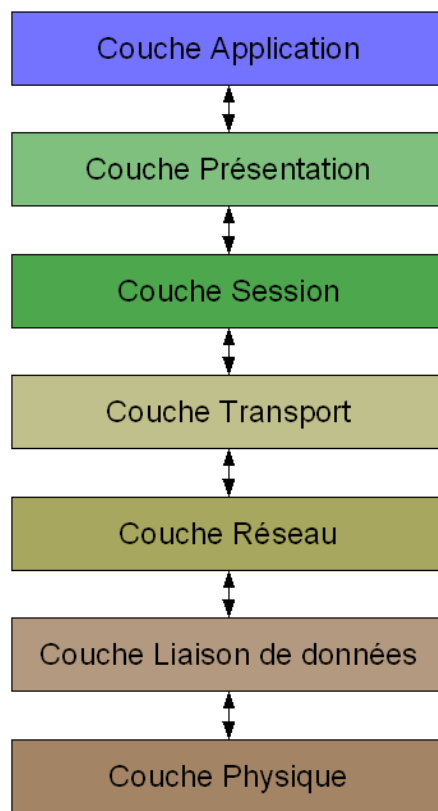 Couche Application
Couche Présentation
Couche Session
Couche Transport
Couche Réseau
Couche Liaison de données
Couche Physique